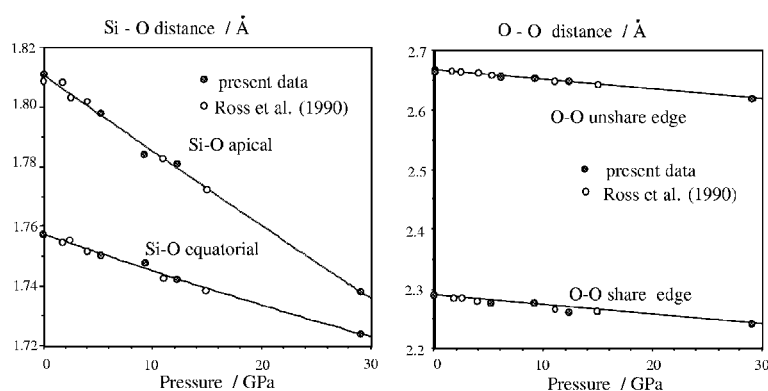 Si - O distance / Å
1.82
1.80
1.78
1.76
1.74
1.72
present data
Ross et al. (1990)
Si-O apical
Si-O equatorial
0
10
20
30
Pressure / GPa
O - O distance / Å
2.7
2.6
2.5
2.4
2.3
2.2
O-O unshare edge
present data
Ross et al. (1990)
O-O share edge
0
10
20
30
Pressure / GPa